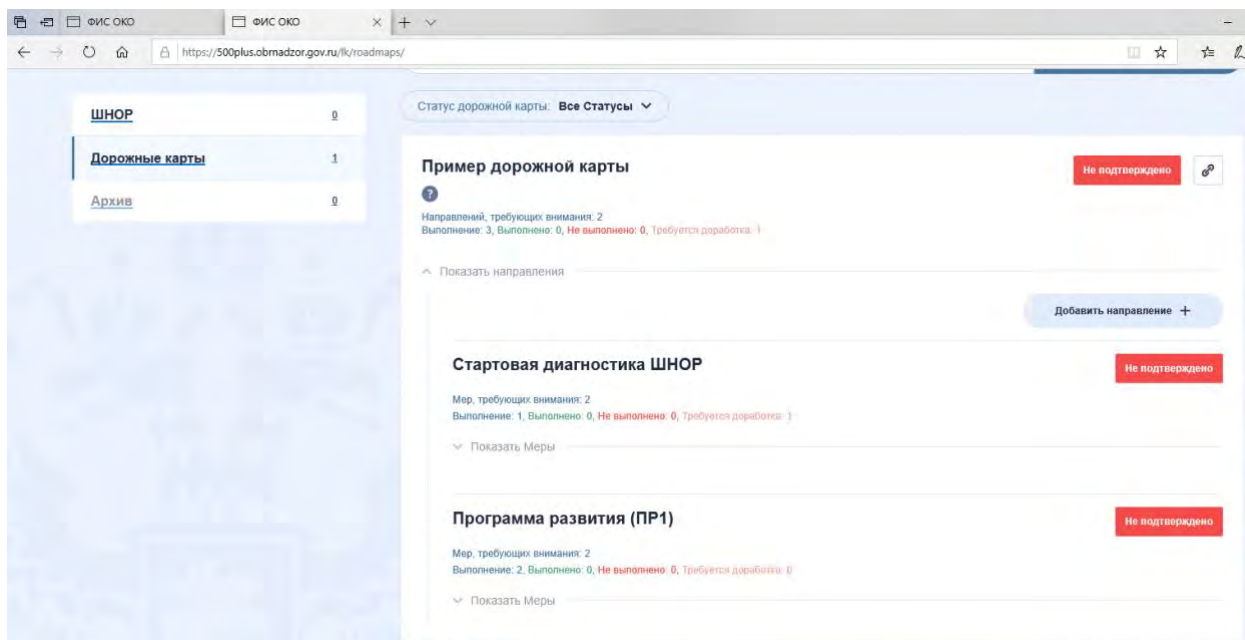 ФИС ОКО
ФИС ОКО
https://500plus.obrnadzor.gov.ru/lk/roadmaps/
ШНОР 0
Дорожные карты 1
Архив 0
Статус дорожной карты: Все Статусы
Пример дорожной карты
Не подтверждено
Направлений, требующих внимания: 2
Выполнение: 3, Выполнено: 0, Не выполнено: 0, Требуется доработка: 1
Показать направления
Добавить направление +
Стартовая диагностика ШНОР
Не подтверждено
Мер, требующих внимания: 2
Выполнение: 1, Выполнено: 0, Не выполнено: 0, Требуется доработка: 1
Показать Меры
Программа развития (ПР1)
Не подтверждено
Мер, требующих внимания: 2
Выполнение: 2, Выполнено: 0, Не выполнено: 0, Требуется доработка: 0
Показать Меры